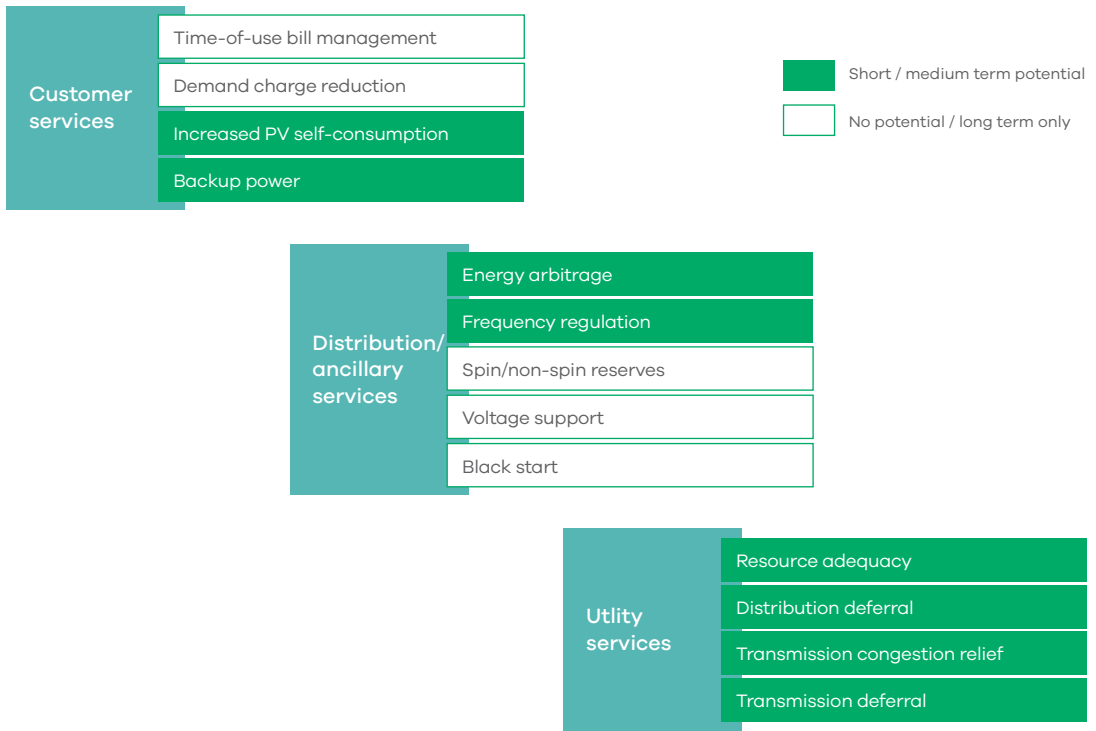 Customer
services
Time-of-use bill management
Demand charge reduction
Increased PV self-consumption
Backup power
Short / medium term potential
No potential / long term only
Distribution/
ancillary
services
Energy arbitrage
Frequency regulation
Spin/non-spin reserves
Voltage support
Black start
Utlity
services
Resource adequacy
Distribution deferral
Transmission congestion relief
Transmission deferral